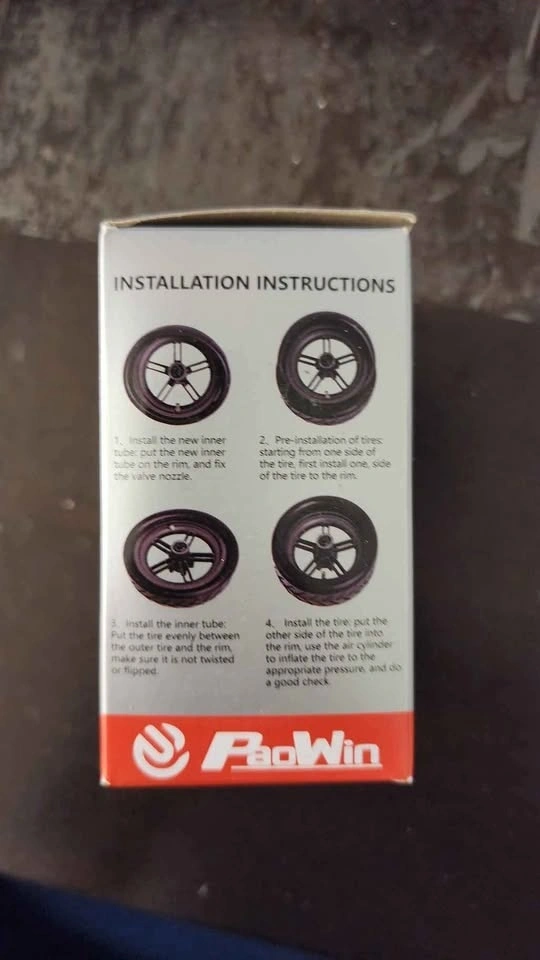 INSTALLATION INSTRUCTIONS
1、Install the new inner
tube: put the new inner
tube on the rim, and fix
the valve nozzle.
2、Pre-installation of tires:
starting from one side of
the tire, first install one, side
of the tire to the rim.
3、Install the inner tube:
Put the tire evenly between
the outer tire and the rim,
make sure it is not twisted
or flipped.
4、Install the tire: put the
other side of the tire into
the rim, use the air cylinder
to inflate the tire to the
appropriate pressure, and do
a good check.
PaoWin